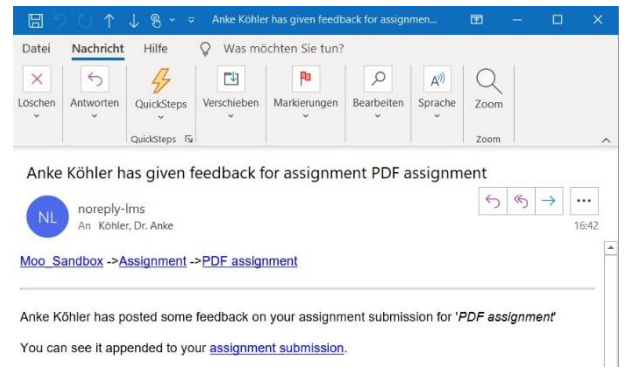 Anke Köhler has given feedback for assignmen...
Datei Nachricht Hilfe Was möchten Sie tun?
Löschen Antworten QuickSteps Verschieben Markierungen Bearbeiten Sprache Zoom
QuickSteps Zoom
Anke Köhler has given feedback for assignment PDF assignment
NL noreply-lms
An Köhler, Dr. Anke 16:42
Moo_Sandbox ->Assignment ->PDF assignment
Anke Köhler has posted some feedback on your assignment submission for 'PDF assignment'
You can see it appended to your assignment submission.